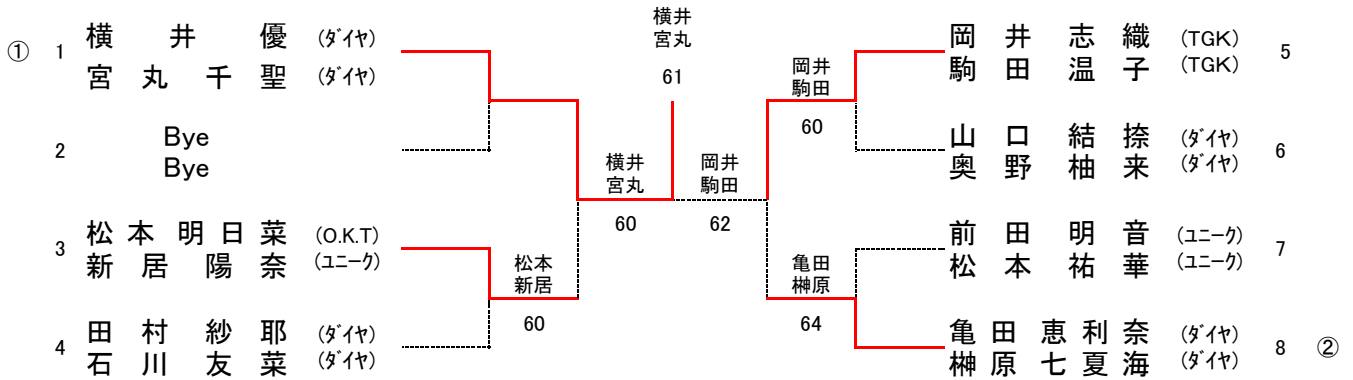 ① 1 横井優 (ダイヤ)
宮丸千聖 (ダイヤ)
2 Bye
Bye
3 松本明日菜 (O.K.T)
新居陽奈 (ユニーク)
4 田村紗耶 (ダイヤ)
石川友菜 (ダイヤ)
松本
新居
60
横井
宮丸
60
横井
宮丸
61
岡井
駒田
62
岡井
駒田
60
亀田
榊原
64
岡井志織 (TGK) 5
駒田温子 (TGK)
山口結捺 (ダイヤ) 6
奥野柚来 (ダイヤ)
前田明音 (ユニーク) 7
松本祐華 (ユニーク)
亀田恵利奈 (ダイヤ) 8 ②
榊原七夏海 (ダイヤ)